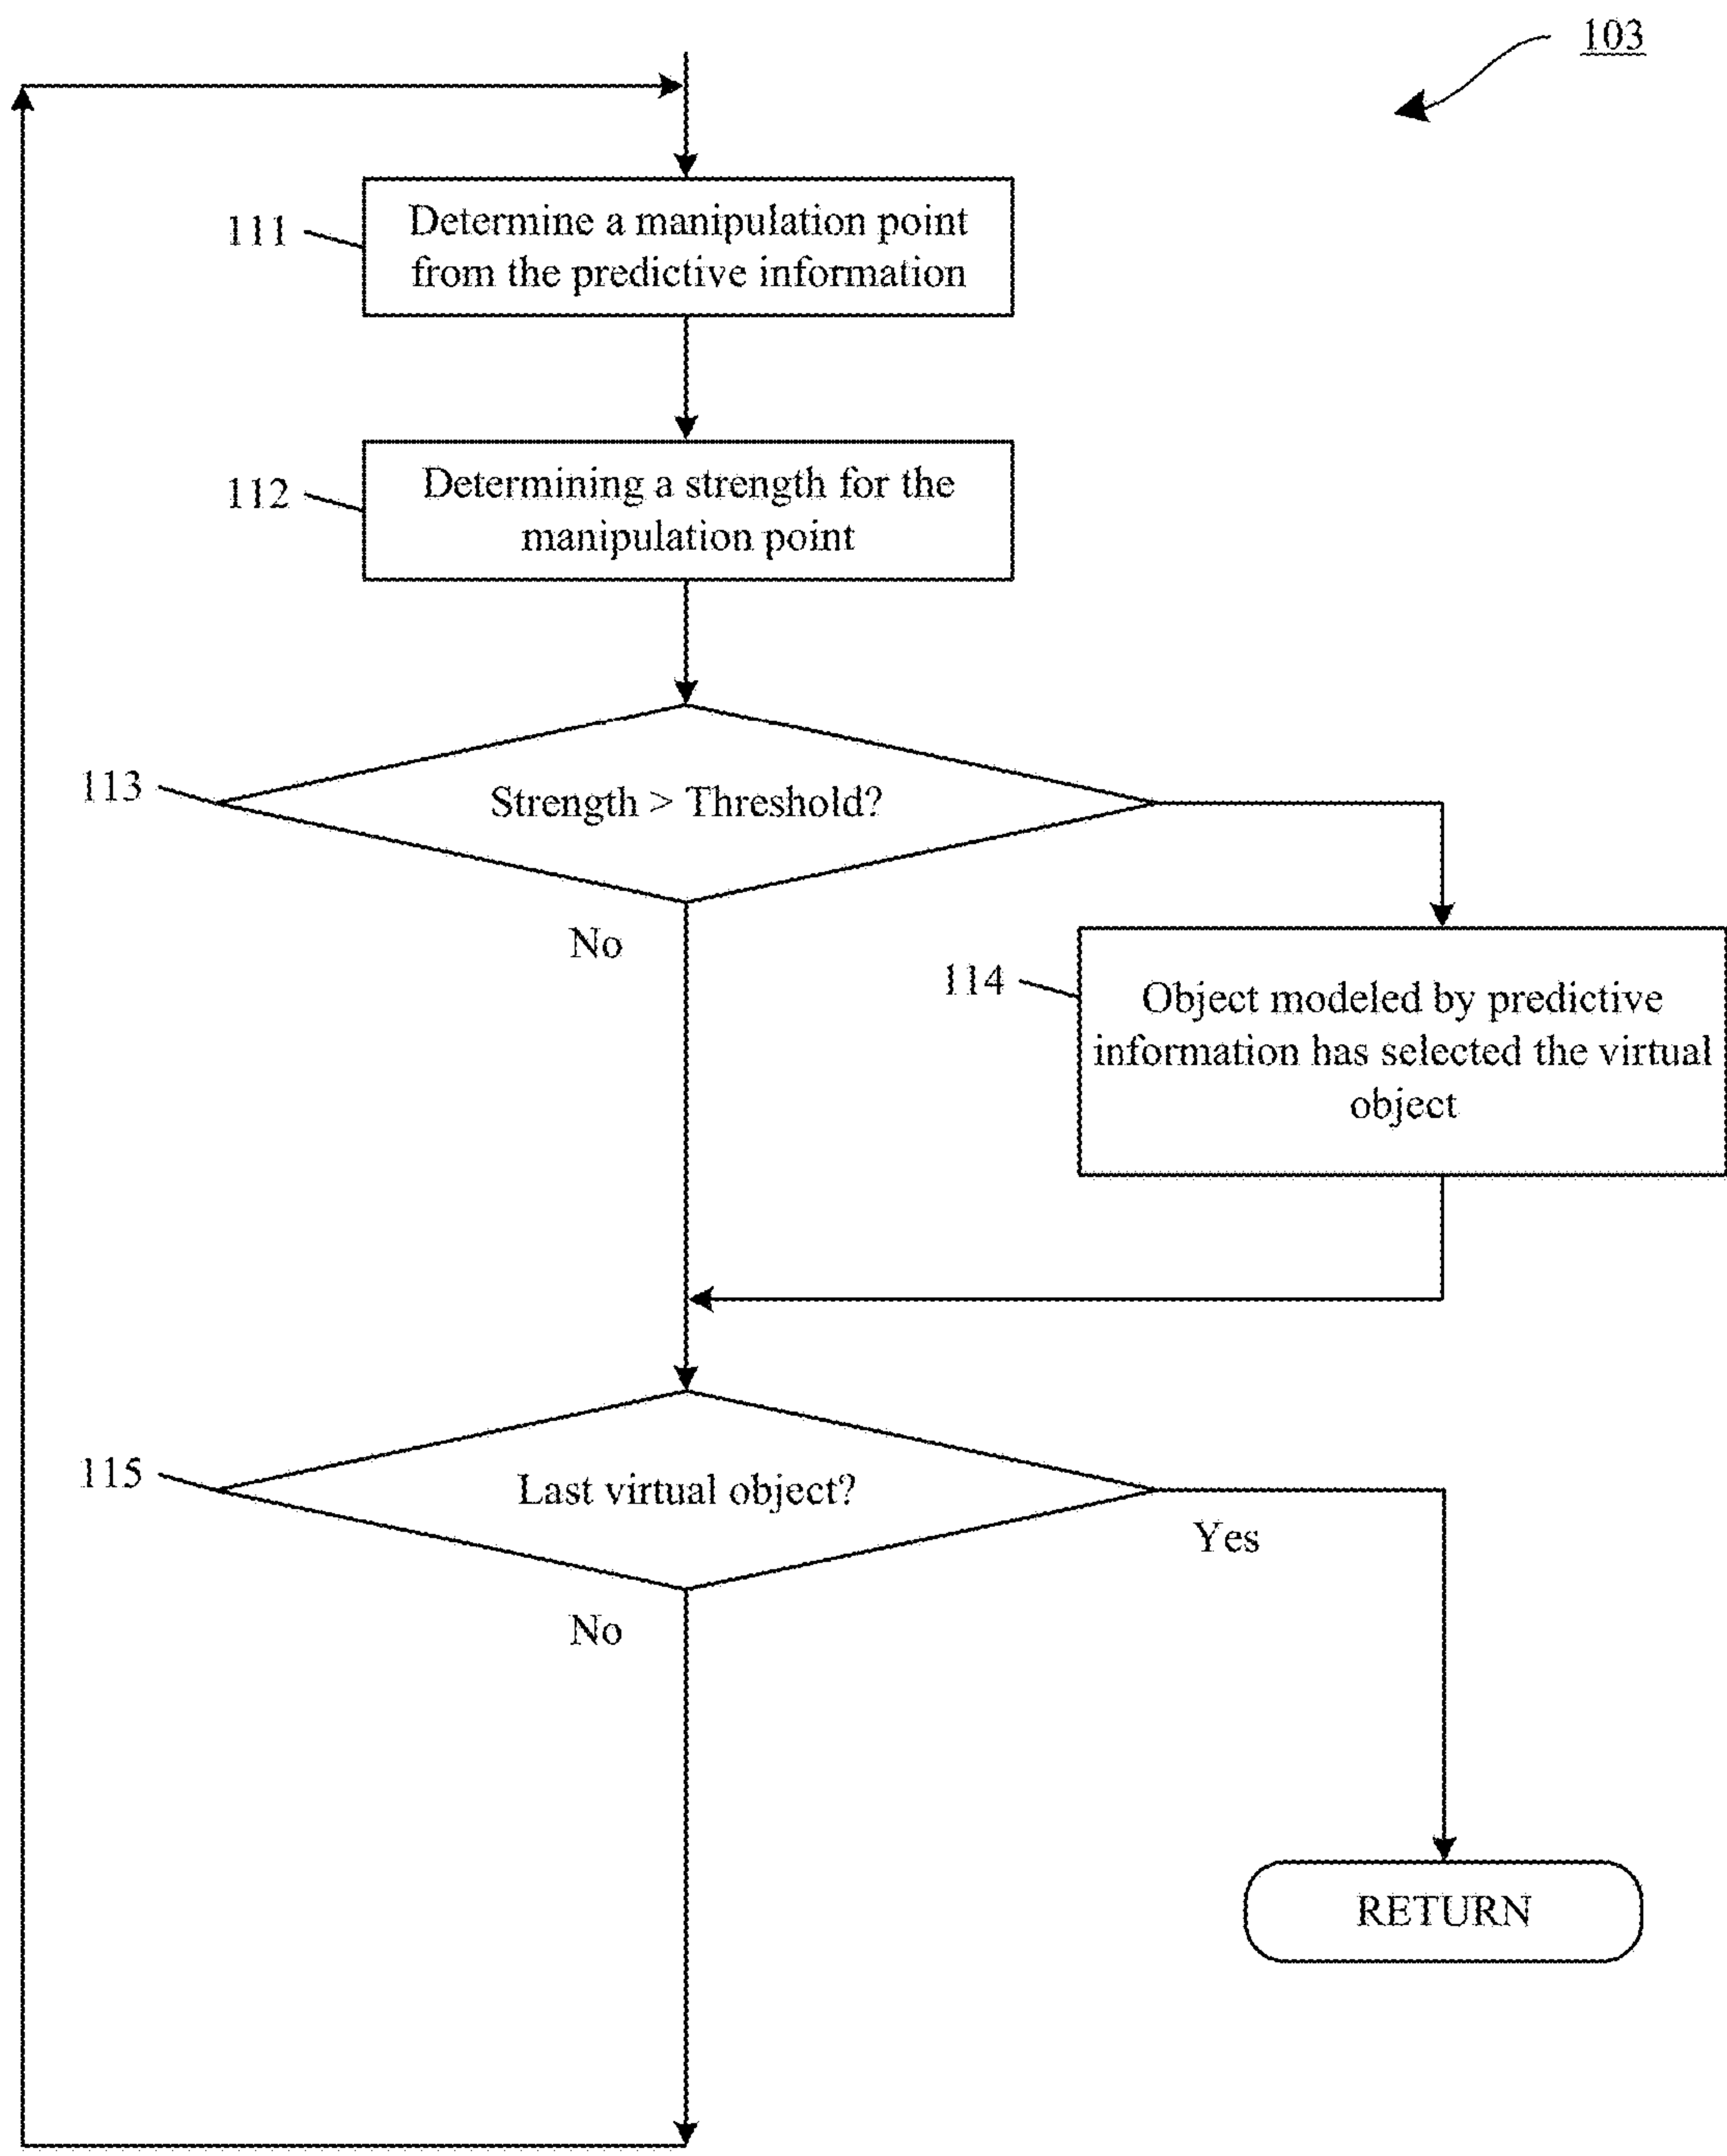 103
111
Determine a manipulation point
from the predictive information
112
Determining a strength for the
manipulation point
113
Strength > Threshold?
No
114
Object modeled by predictive
information has selected the virtual
object
115
Last virtual object?
Yes
No
RETURN